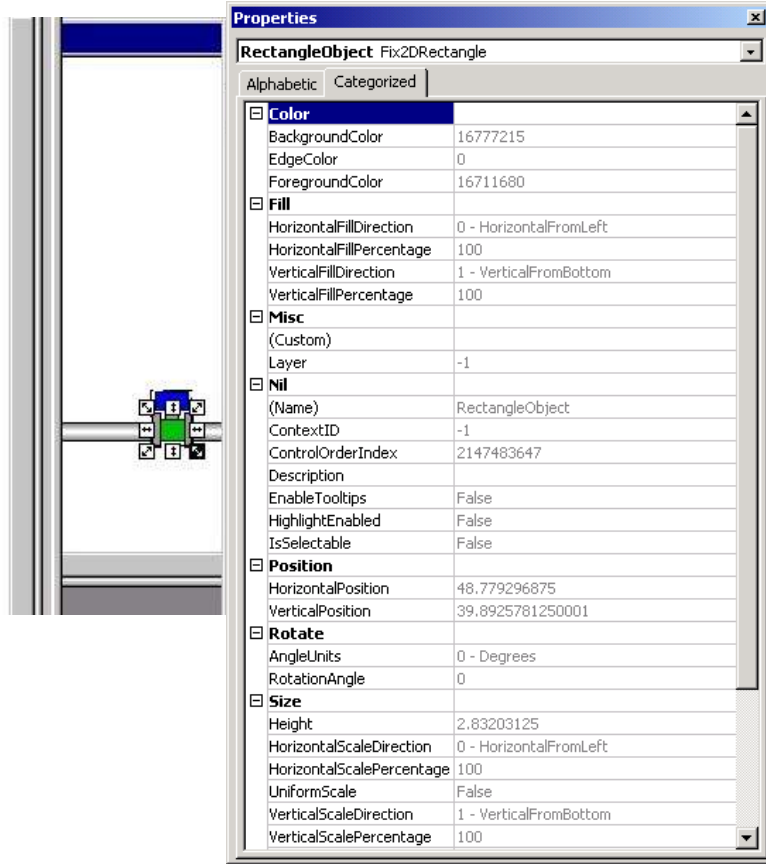 Properties
RectangleObject Fix2DRectangle
Alphabetic Categorized
Color
BackgroundColor 16777215
EdgeColor 0
ForegroundColor 16711680
Fill
HorizontalFillDirection 0 - HorizontalFromLeft
HorizontalFillPercentage 100
VerticalFillDirection 1 - VerticalFromBottom
VerticalFillPercentage 100
Misc
(Custom)
Layer -1
Nil
(Name) RectangleObject
ContextID -1
ControlOrderIndex 2147483647
Description
EnableTooltips False
HighlightEnabled False
IsSelectable False
Position
HorizontalPosition 48.779296875
VerticalPosition 39.8925781250001
Rotate
AngleUnits 0 - Degrees
RotationAngle 0
Size
Height 2.83203125
HorizontalScaleDirection 0 - HorizontalFromLeft
HorizontalScalePercentage 100
UniformScale False
VerticalScaleDirection 1 - VerticalFromBottom
VerticalScalePercentage 100